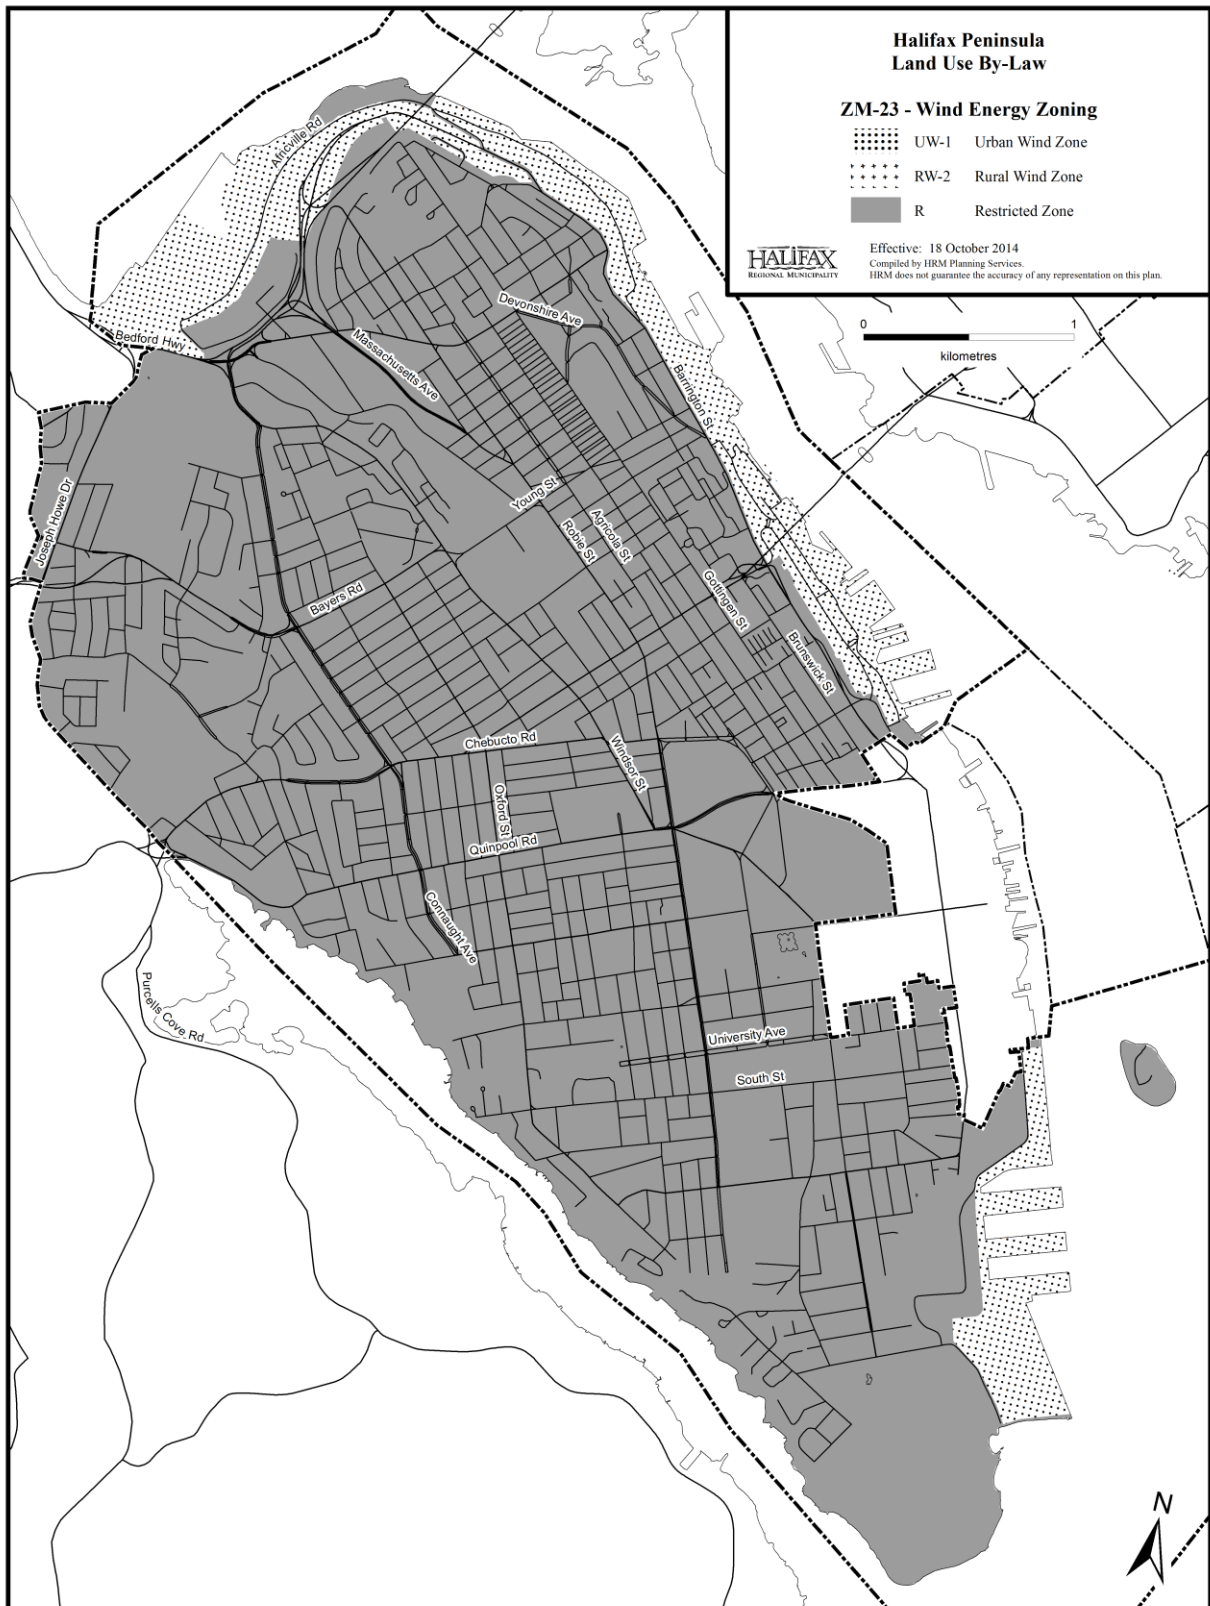 Halifax Peninsula
Land Use By-Law
ZM-23 - Wind Energy Zoning
UW-1 Urban Wind Zone
RW-2 Rural Wind Zone
R Restricted Zone
HALIFAX
REGIONAL MUNICIPALITY
Effective: 18 October 2014
Compiled by HRM Planning Services.
HRM does not guarantee the accuracy of any representation on this plan.
0 1
kilometres
Africville Rd
Bedford Hwy
Devonshire Ave
Massachusetts Ave
Barrington St
Joseph Howe Dr
Young St
Robie St
Agricola St
Bayers Rd
Gottingen St
Brunswick St
Chebucto Rd
Windsor St
Oxford St
Quinpool Rd
Connaught Ave
Purcells Cove Rd
University Ave
South St
N